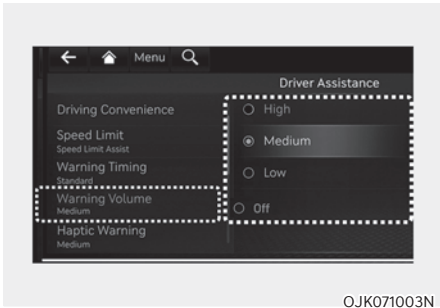 Menu
Driver Assistance
Driving Convenience
Speed Limit
Speed Limit Assist
Warning Timing
Standard
Warning Volume
Medium
Haptic Warning
Medium
High
Medium
Low
Off
OJK071003N